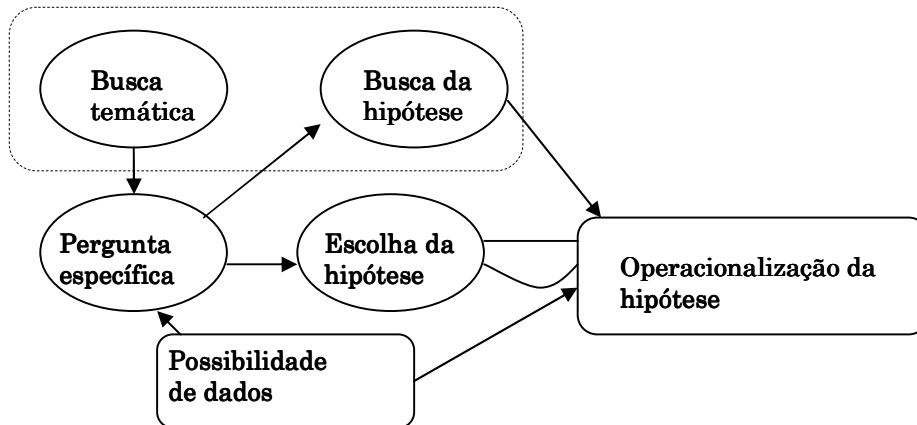 Busca
temática
Busca da
hipótese
Pergunta
específica
Escolha da
hipótese
Operacionalização da
hipótese
Possibilidade
de dados